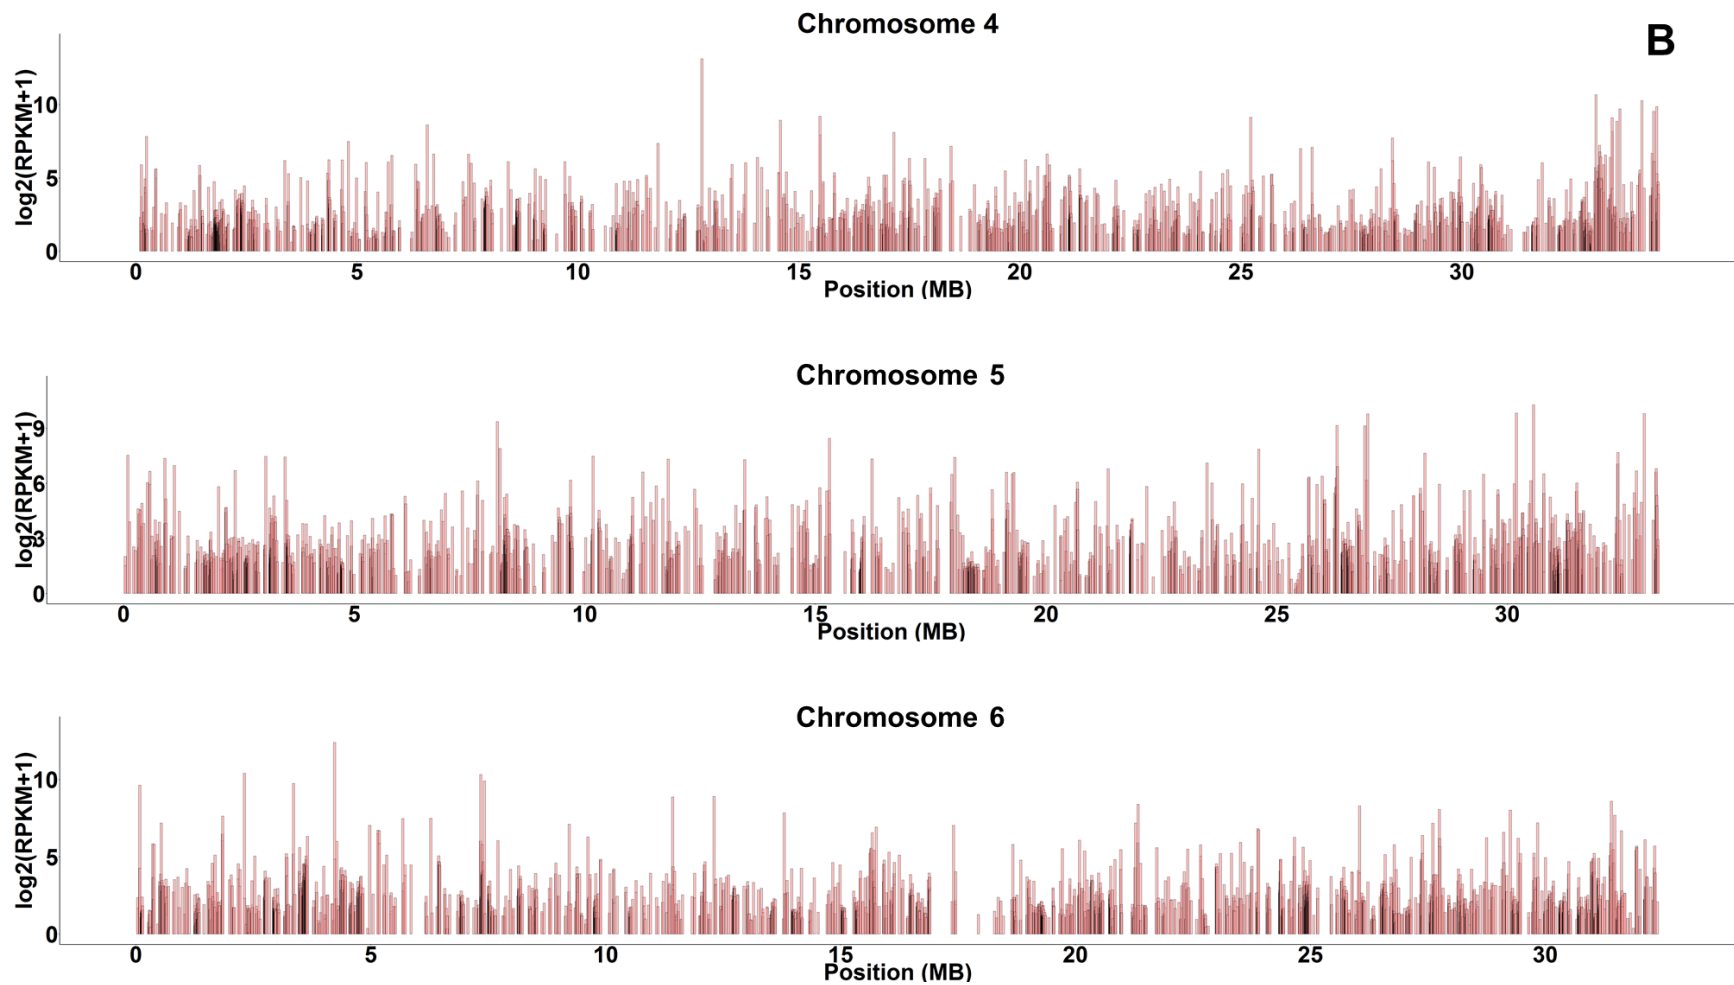 Chromosome 4
B
log2(RPKM+1)
10
5
0
0 5 10 15 20 25 30
Position (MB)
Chromosome 5
log2(RPKM+1)
9
6
3
0
0 5 10 15 20 25 30
Position (MB)
Chromosome 6
log2(RPKM+1)
10
5
0
0 5 10 15 20 25 30
Position (MB)